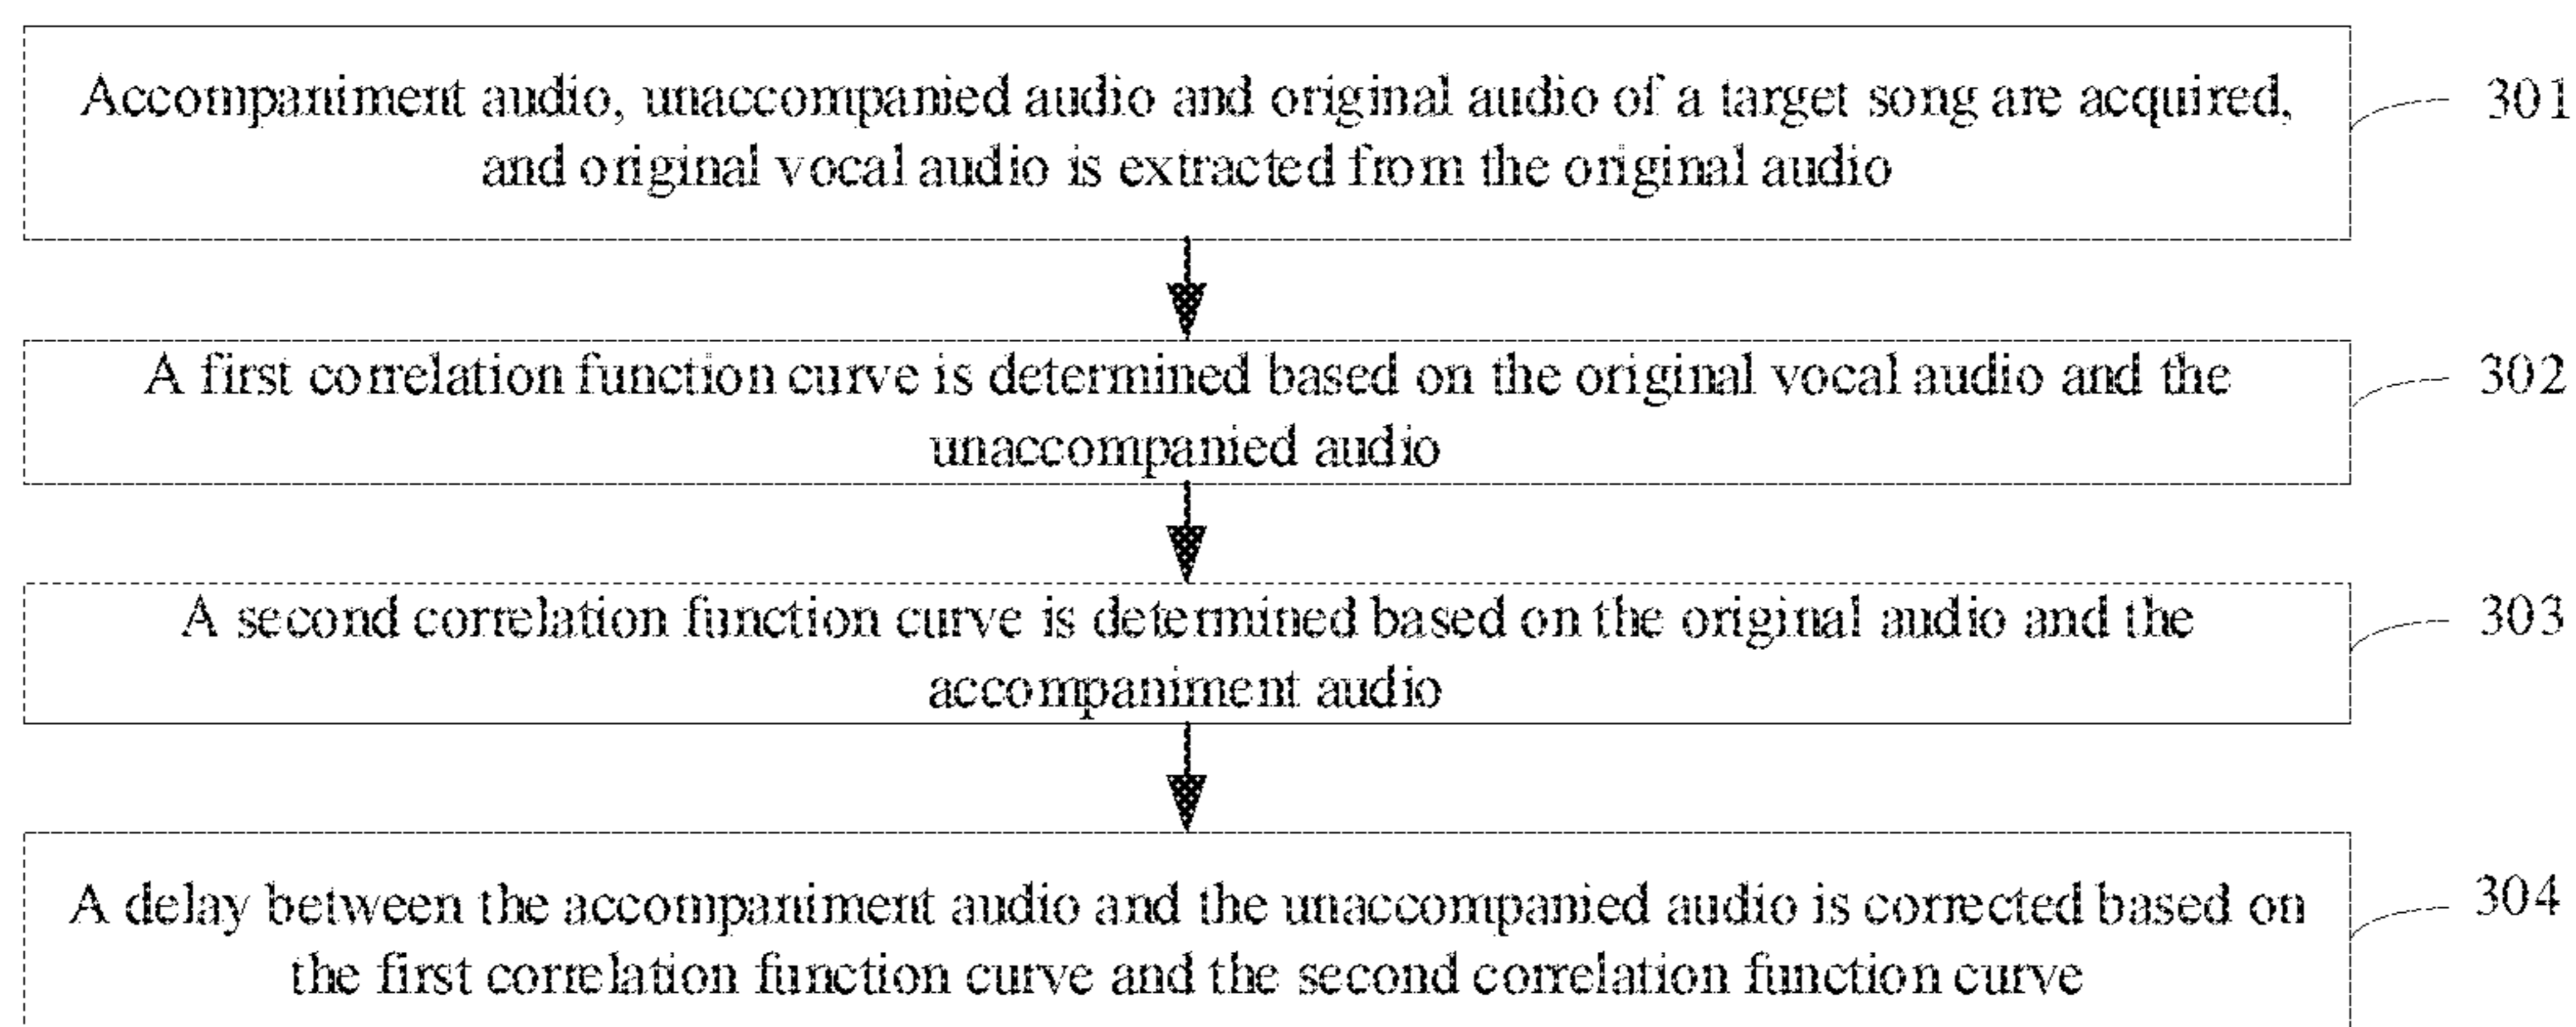 Accompaniment audio, unaccompanied audio and original audio of a target song are acquired,
and original vocal audio is extracted from the original audio
301
A first correlation function curve is determined based on the original vocal audio and the
unaccompanied audio
302
A second correlation function curve is determined based on the original audio and the
accompaniment audio
303
A delay between the accompaniment audio and the unaccompanied audio is corrected based on
the first correlation function curve and the second correlation function curve
304